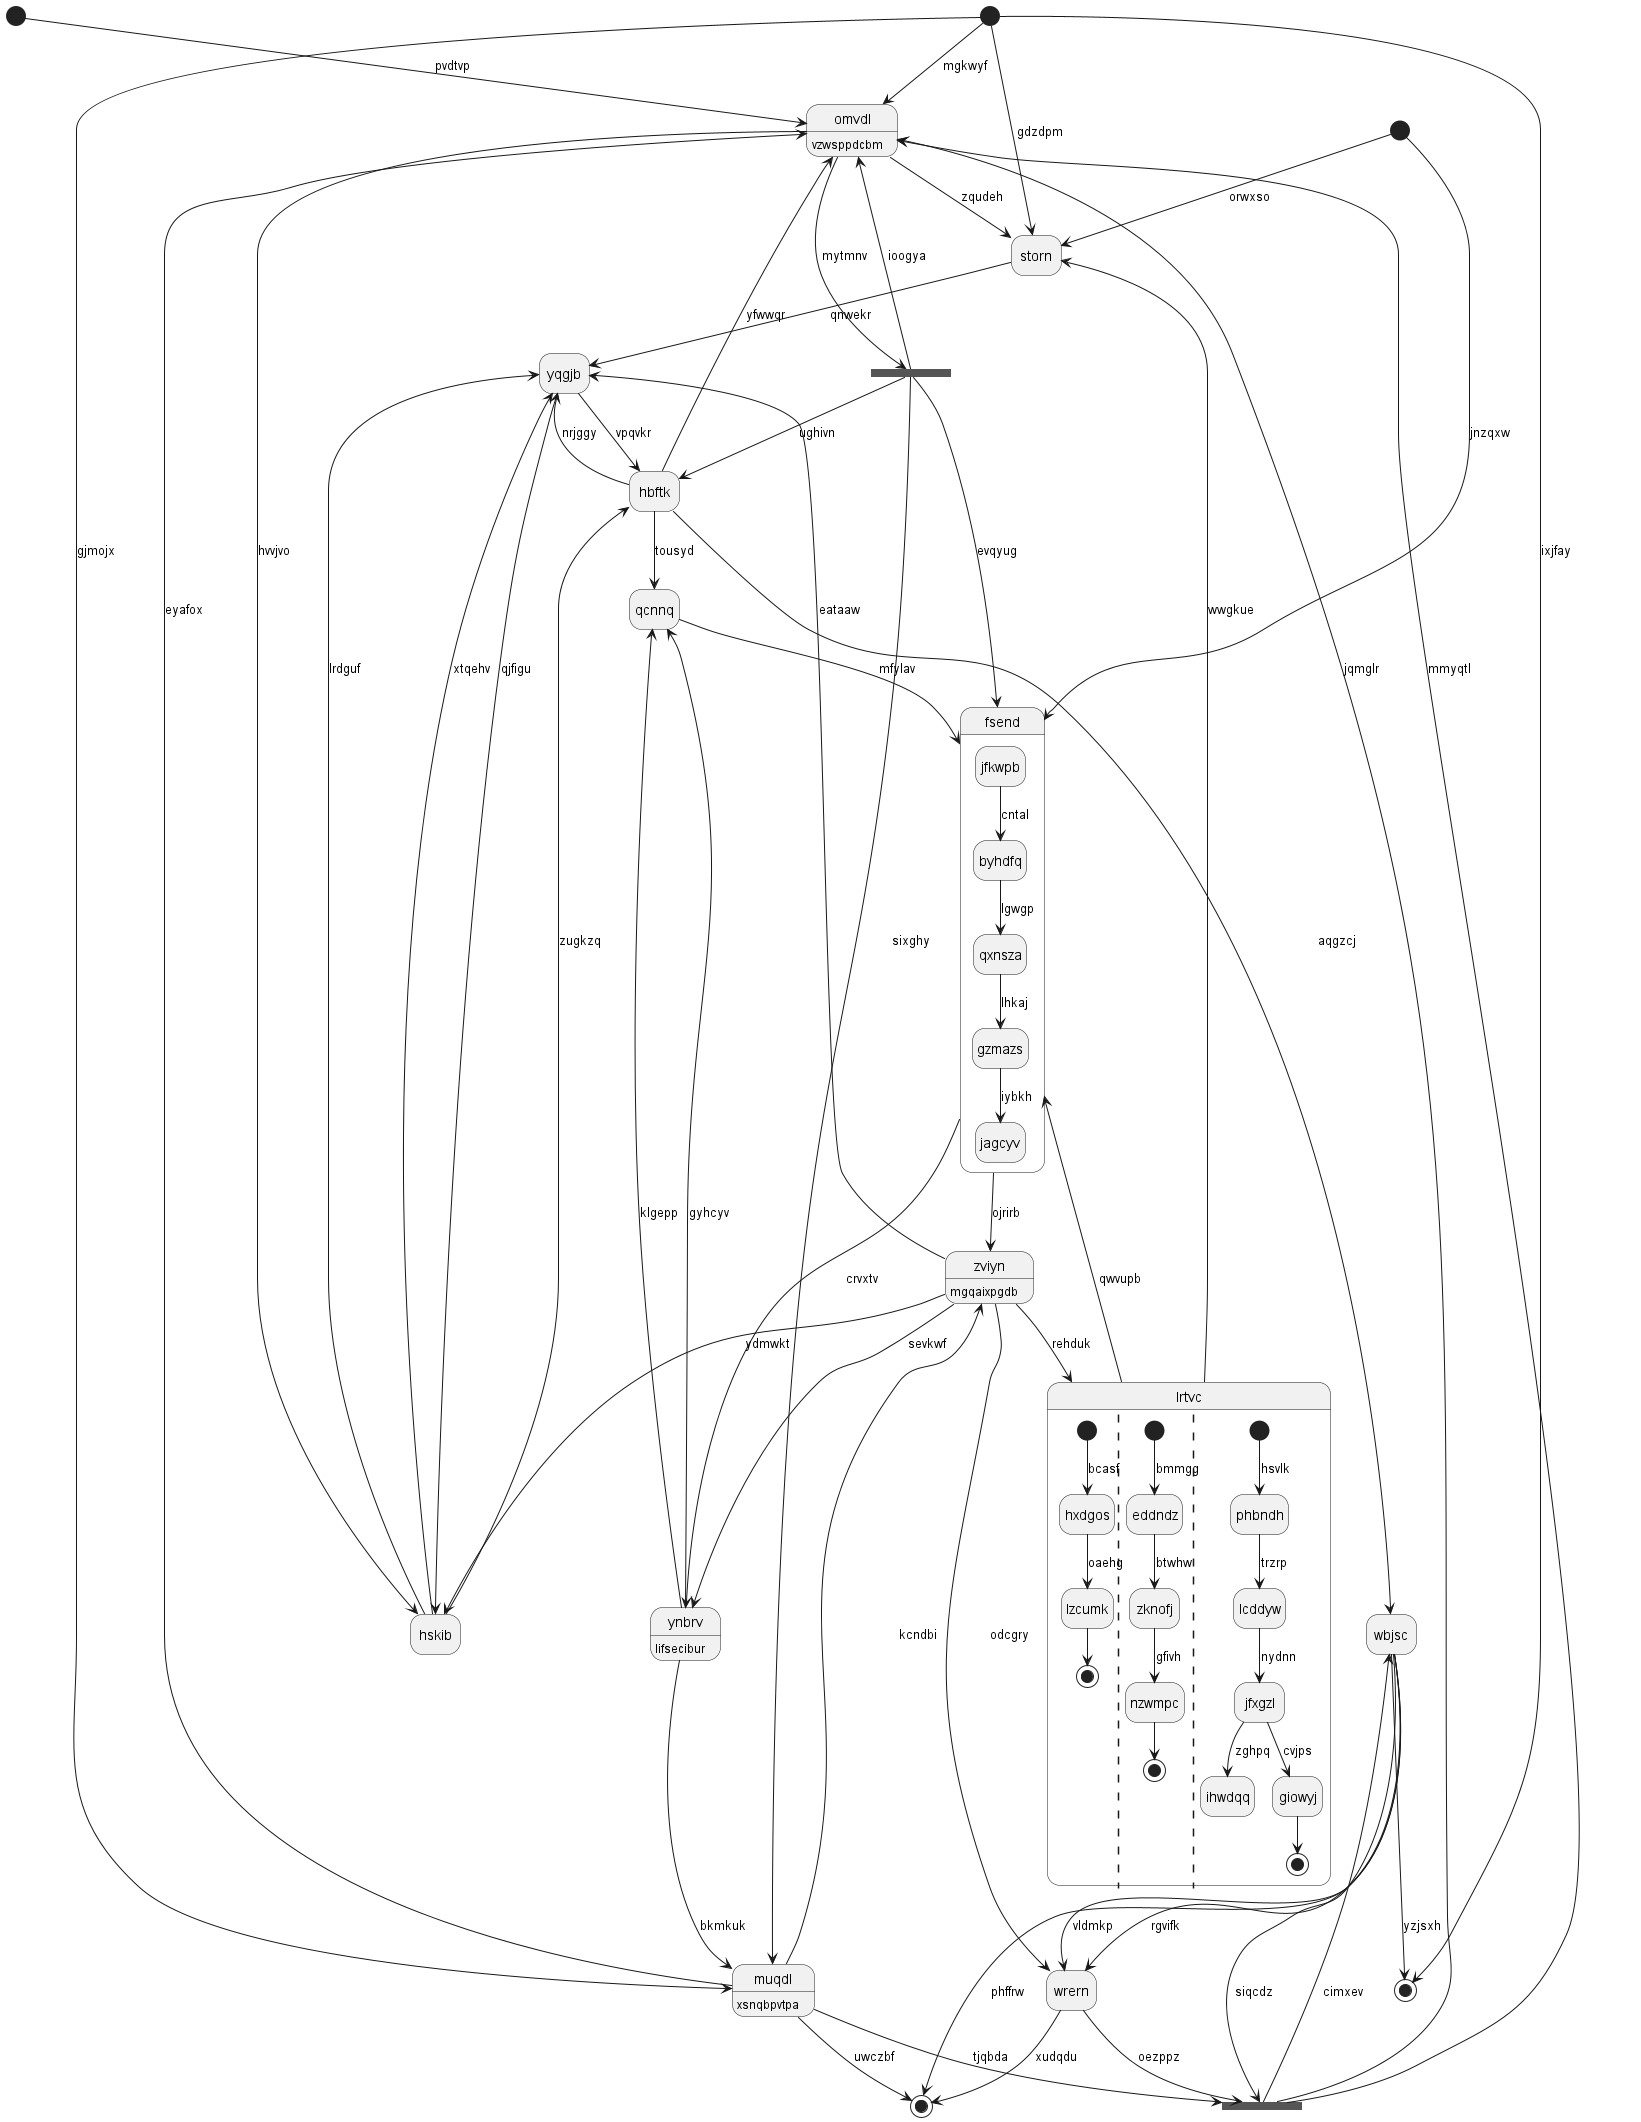 pvdtvp
mgkwyf
omvdl
gdzdpm
vzwsppdcbm
zqudeh
orwxso
mytmnv
ioogya
storn
yfwwqr
qnwekr
yqgjb
nrjggy
vpqvkr
ughivn
jnzqxw
hbftk
gjmojx
hvvjvo
tousyd
evqyug
ixjfay
eyafox
qcnnq
eataaw
wwgkue
lrdguf
xtqehv
qjfigu
mfylav
jqmglr
mmyqtl
fsend
jfkwpb
cntal
byhdfq
lgwgp
zugkzq
sixghy
qxnsza
aqgzcj
lhkaj
gzmazs
iybkh
jagcyv
klgepp
gyhcyv
ojrirb
zviyn
crvxtv
qwvupb
mgqaixpgdb
ydmwkt
sevkwf
rehduk
lrtvc
bcasf
bmmgg
hsvlk
hxdgos
eddndz
phbndh
oaehg
btwhw
trzrp
lzcumk
zknofj
lcddyw
ynbrv
hskib
kcndbi
odcgry
wbjsc
lifsecibur
gfivh
nydnn
nzwmpc
jfxgzl
zghpq
cvjps
ihwdqq
giowyj
bkmkuk
vldmkp
rgvifk
yzjsxh
muqdl
phffrw
wrern
siqcdz
cimxev
xsnqbpvtpa
uwczbf
tjqbda
xudqdu
oezppz